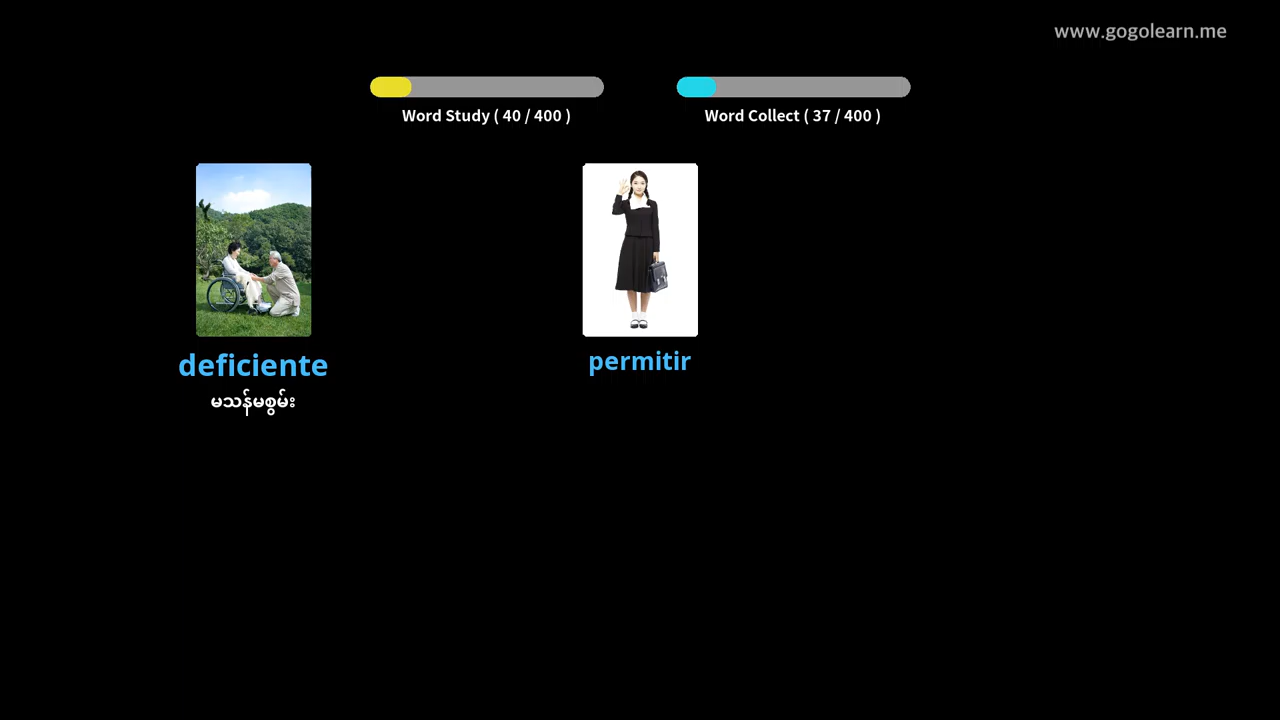 www.gogolearn.me
Word Study ( 40 / 400 )
Word Collect ( 37 / 400 )
deficiente
permitir
မသန်မစွမ်း